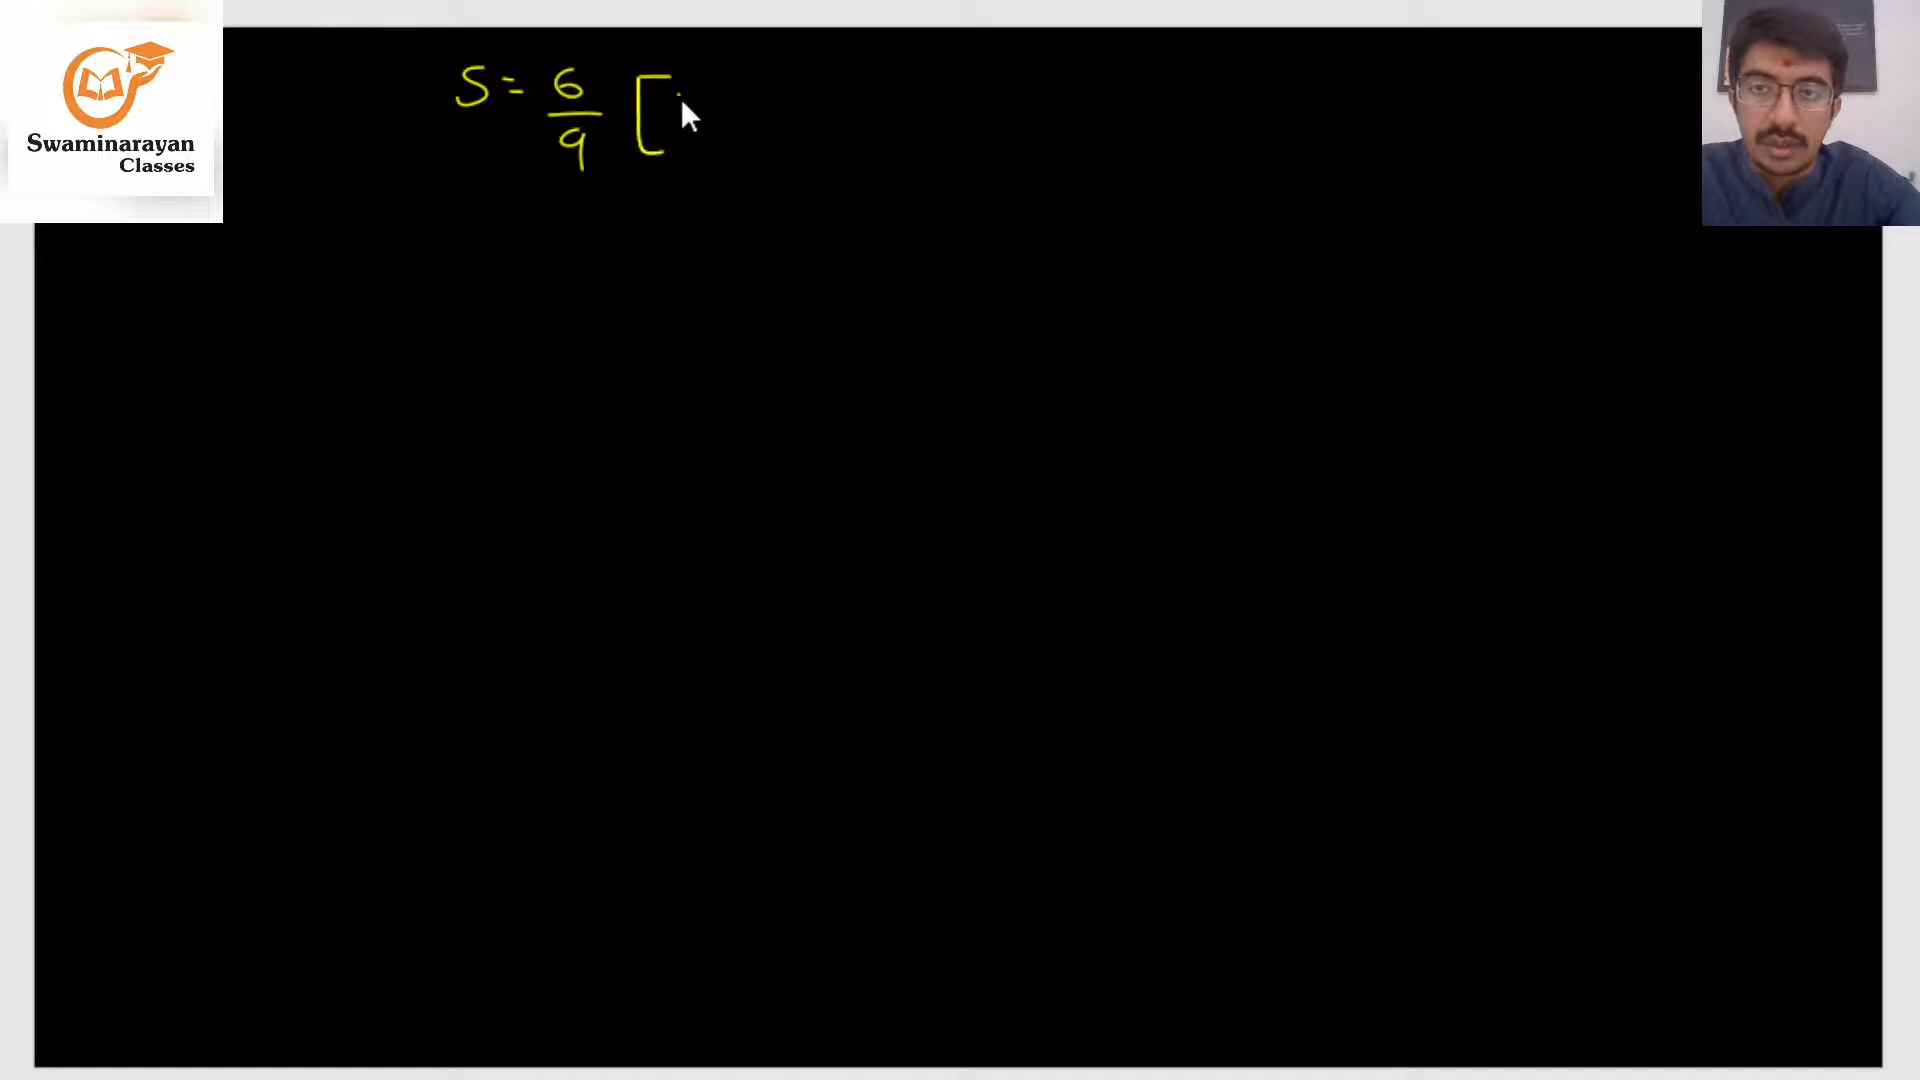 Swaminarayan
Classes
S = 6/9 [